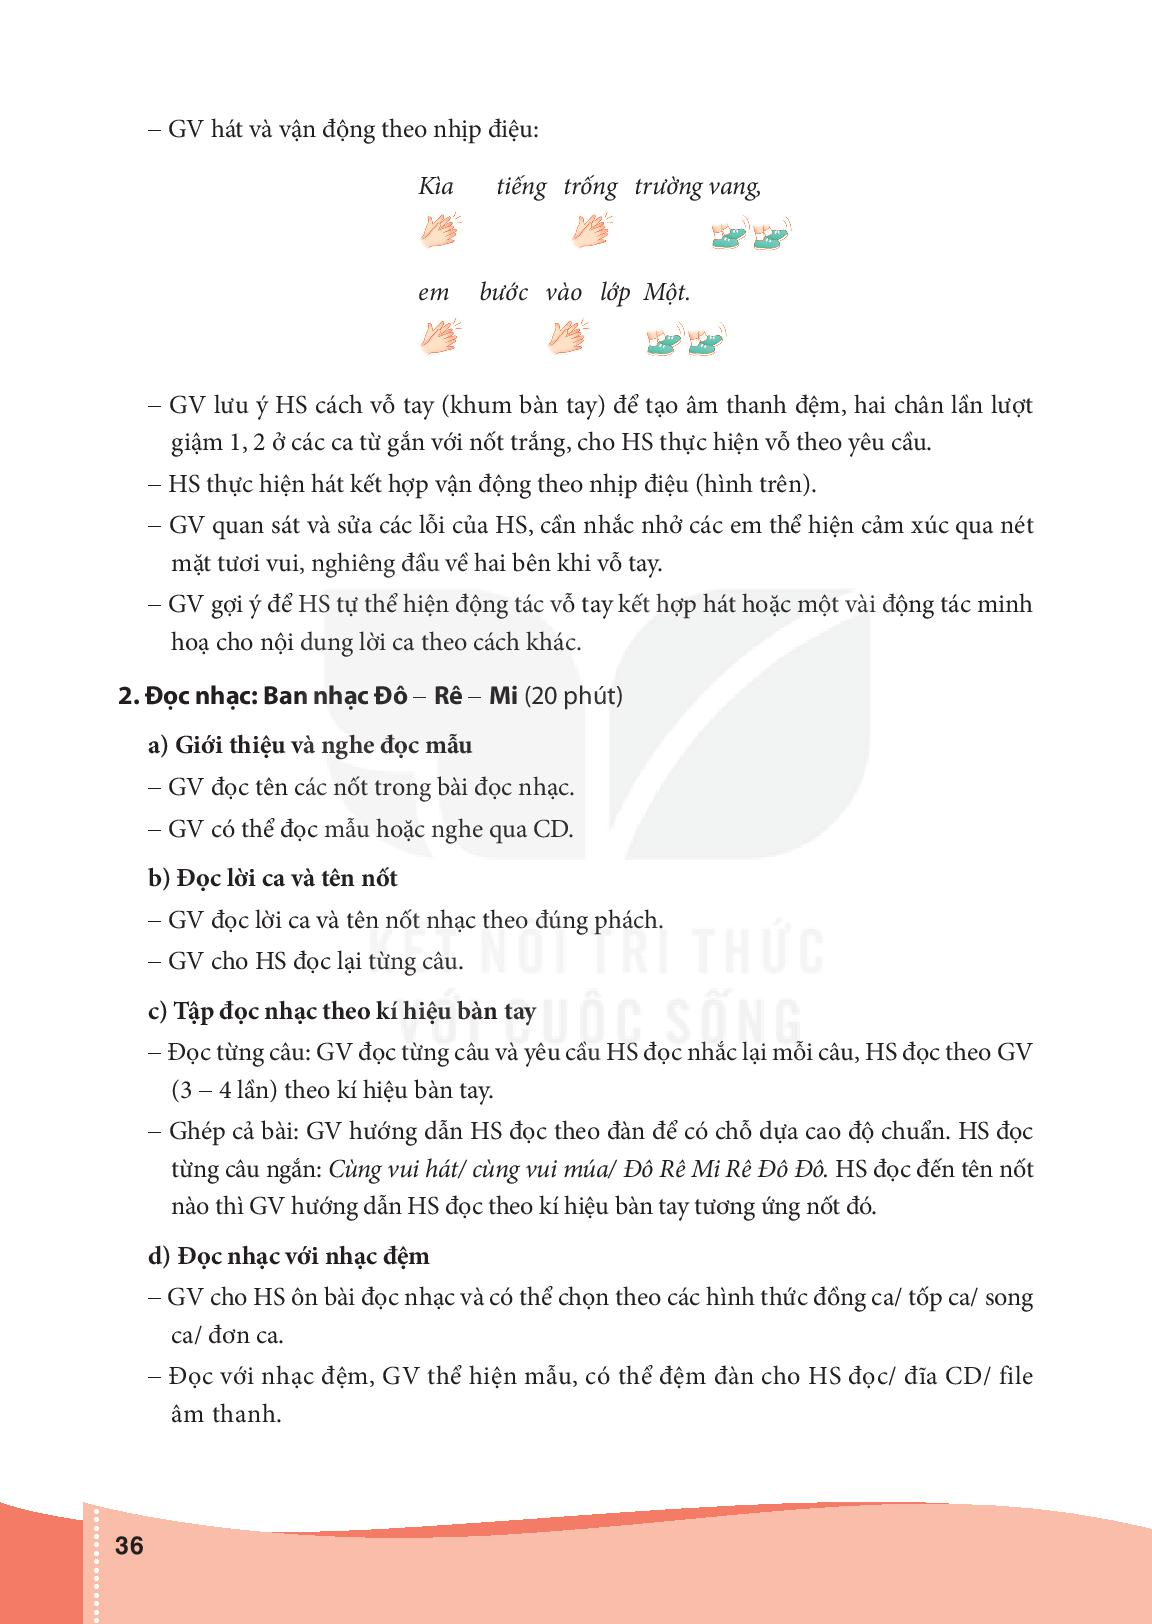 – GV hát và vận động theo nhịp điệu:
Kìa tiếng trống trường vang,
em bước vào lớp Một.
– GV lưu ý HS cách vỗ tay (khum bàn tay) để tạo âm thanh đệm, hai chân lần lượt
giậm 1, 2 ở các ca từ gắn với nốt trắng, cho HS thực hiện vỗ theo yêu cầu.
– HS thực hiện hát kết hợp vận động theo nhịp điệu (hình trên).
– GV quan sát và sửa các lỗi của HS, cần nhắc nhở các em thể hiện cảm xúc qua nét
mặt tươi vui, nghiêng đầu về hai bên khi vỗ tay.
– GV gợi ý để HS tự thể hiện động tác vỗ tay kết hợp hát hoặc một vài động tác minh
hoạ cho nội dung lời ca theo cách khác.
2. Đọc nhạc: Ban nhạc Đô – Rê – Mi (20 phút)
a) Giới thiệu và nghe đọc mẫu
– GV đọc tên các nốt trong bài đọc nhạc.
– GV có thể đọc mẫu hoặc nghe qua CD.
b) Đọc lời ca và tên nốt
– GV đọc lời ca và tên nốt nhạc theo đúng phách.
– GV cho HS đọc lại từng câu.
KẾT NỐI TRI THỨC
VỚI CUỘC SỐNG
c) Tập đọc nhạc theo kí hiệu bàn tay
– Đọc từng câu: GV đọc từng câu và yêu cầu HS đọc nhắc lại mỗi câu, HS đọc theo GV
(3 – 4 lần) theo kí hiệu bàn tay.
– Ghép cả bài: GV hướng dẫn HS đọc theo đàn để có chỗ dựa cao độ chuẩn. HS đọc
từng câu ngắn: Cùng vui hát/ cùng vui múa/ Đô Rê Mi Rê Đô Đô. HS đọc đến tên nốt
nào thì GV hướng dẫn HS đọc theo kí hiệu bàn tay tương ứng nốt đó.
d) Đọc nhạc với nhạc đệm
– GV cho HS ôn bài đọc nhạc và có thể chọn theo các hình thức đồng ca/ tốp ca/ song
ca/ đơn ca.
– Đọc với nhạc đệm, GV thể hiện mẫu, có thể đệm đàn cho HS đọc/ đĩa CD/ file
âm thanh.
36